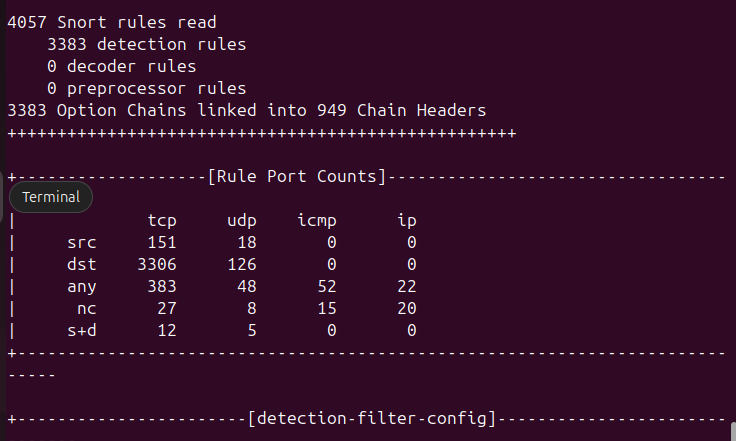 4057 Snort rules read
    3383 detection rules
    0 decoder rules
    0 preprocessor rules
3383 Option Chains linked into 949 Chain Headers
+++++++++++++++++++++++++++++++++++++++++++++++++++
+-------------------[Rule Port Counts]----------------------------------
Terminal
|             tcp     udp    icmp      ip
|     src     151      18       0       0
|     dst    3306     126       0       0
|     any     383      48      52      22
|      nc      27       8      15      20
|     s+d      12       5       0       0
+-----------------------------------------------------------------------
-----
+-----------------------[detection-filter-config]-----------------------